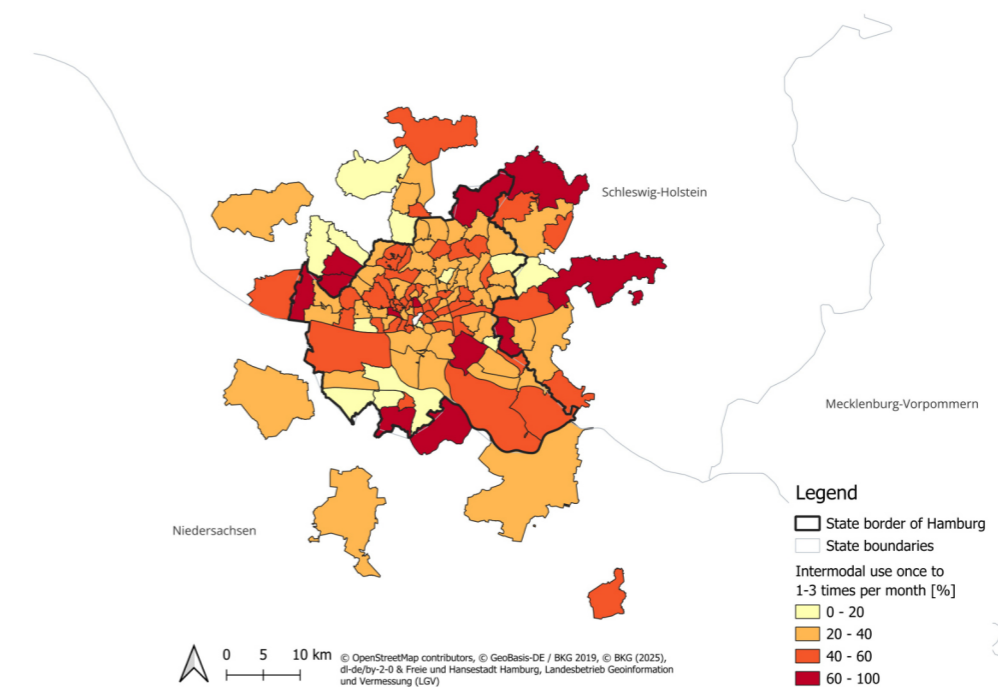 Schleswig-Holstein
Mecklenburg-Vorpommern
Niedersachsen
Legend
State border of Hamburg
State boundaries
Intermodal use once to
1-3 times per month [%]
0 - 20
20 - 40
40 - 60
60 - 100
0 5 10 km
© OpenStreetMap contributors, © GeoBasis-DE / BKG 2019, © BKG (2025),
dl-de/by-2-0 & Freie und Hansestadt Hamburg, Landesbetrieb Geoinformation
und Vermessung (LGV)